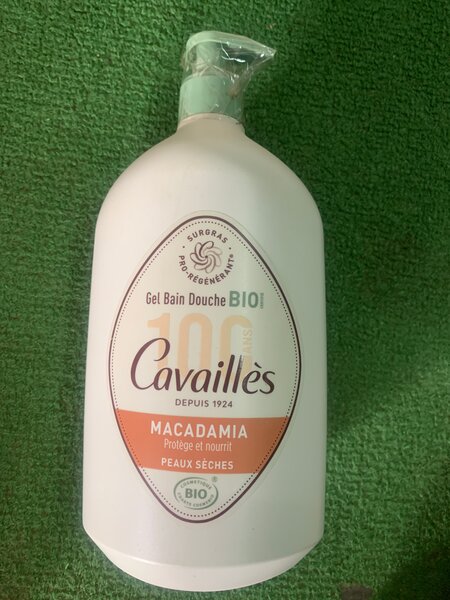 SURGRAS
PRO-RÉGÉNÉRANT®
Gel Bain Douche BIO
100 ANS
Cavaillès
DEPUIS 1924
MACADAMIA
Protège et nourrit
PEAUX SÈCHES
COSMETIQUE
BIO